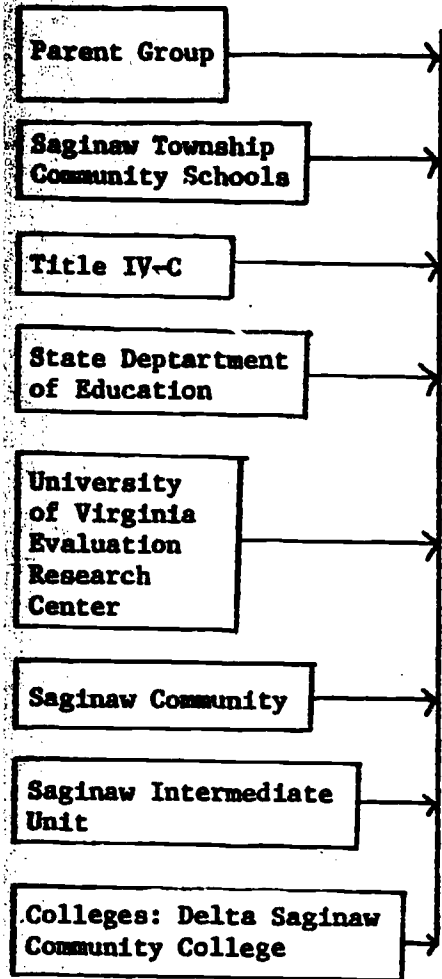 Parent Group
Saginaw Township
Community Schools
Title IV-C
State Deptartment
of Education
University
of Virginia
Evaluation
Research
Center
Saginaw Community
Saginaw Intermediate
Unit
Colleges: Delta Saginaw
Community College